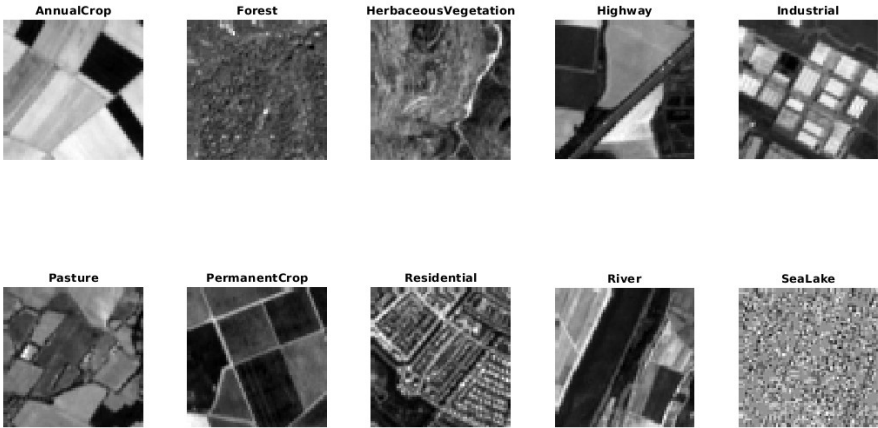 AnnualCrop
Forest
HerbaceousVegetation
Highway
Industrial
Pasture
PermanentCrop
Residential
River
SeaLake